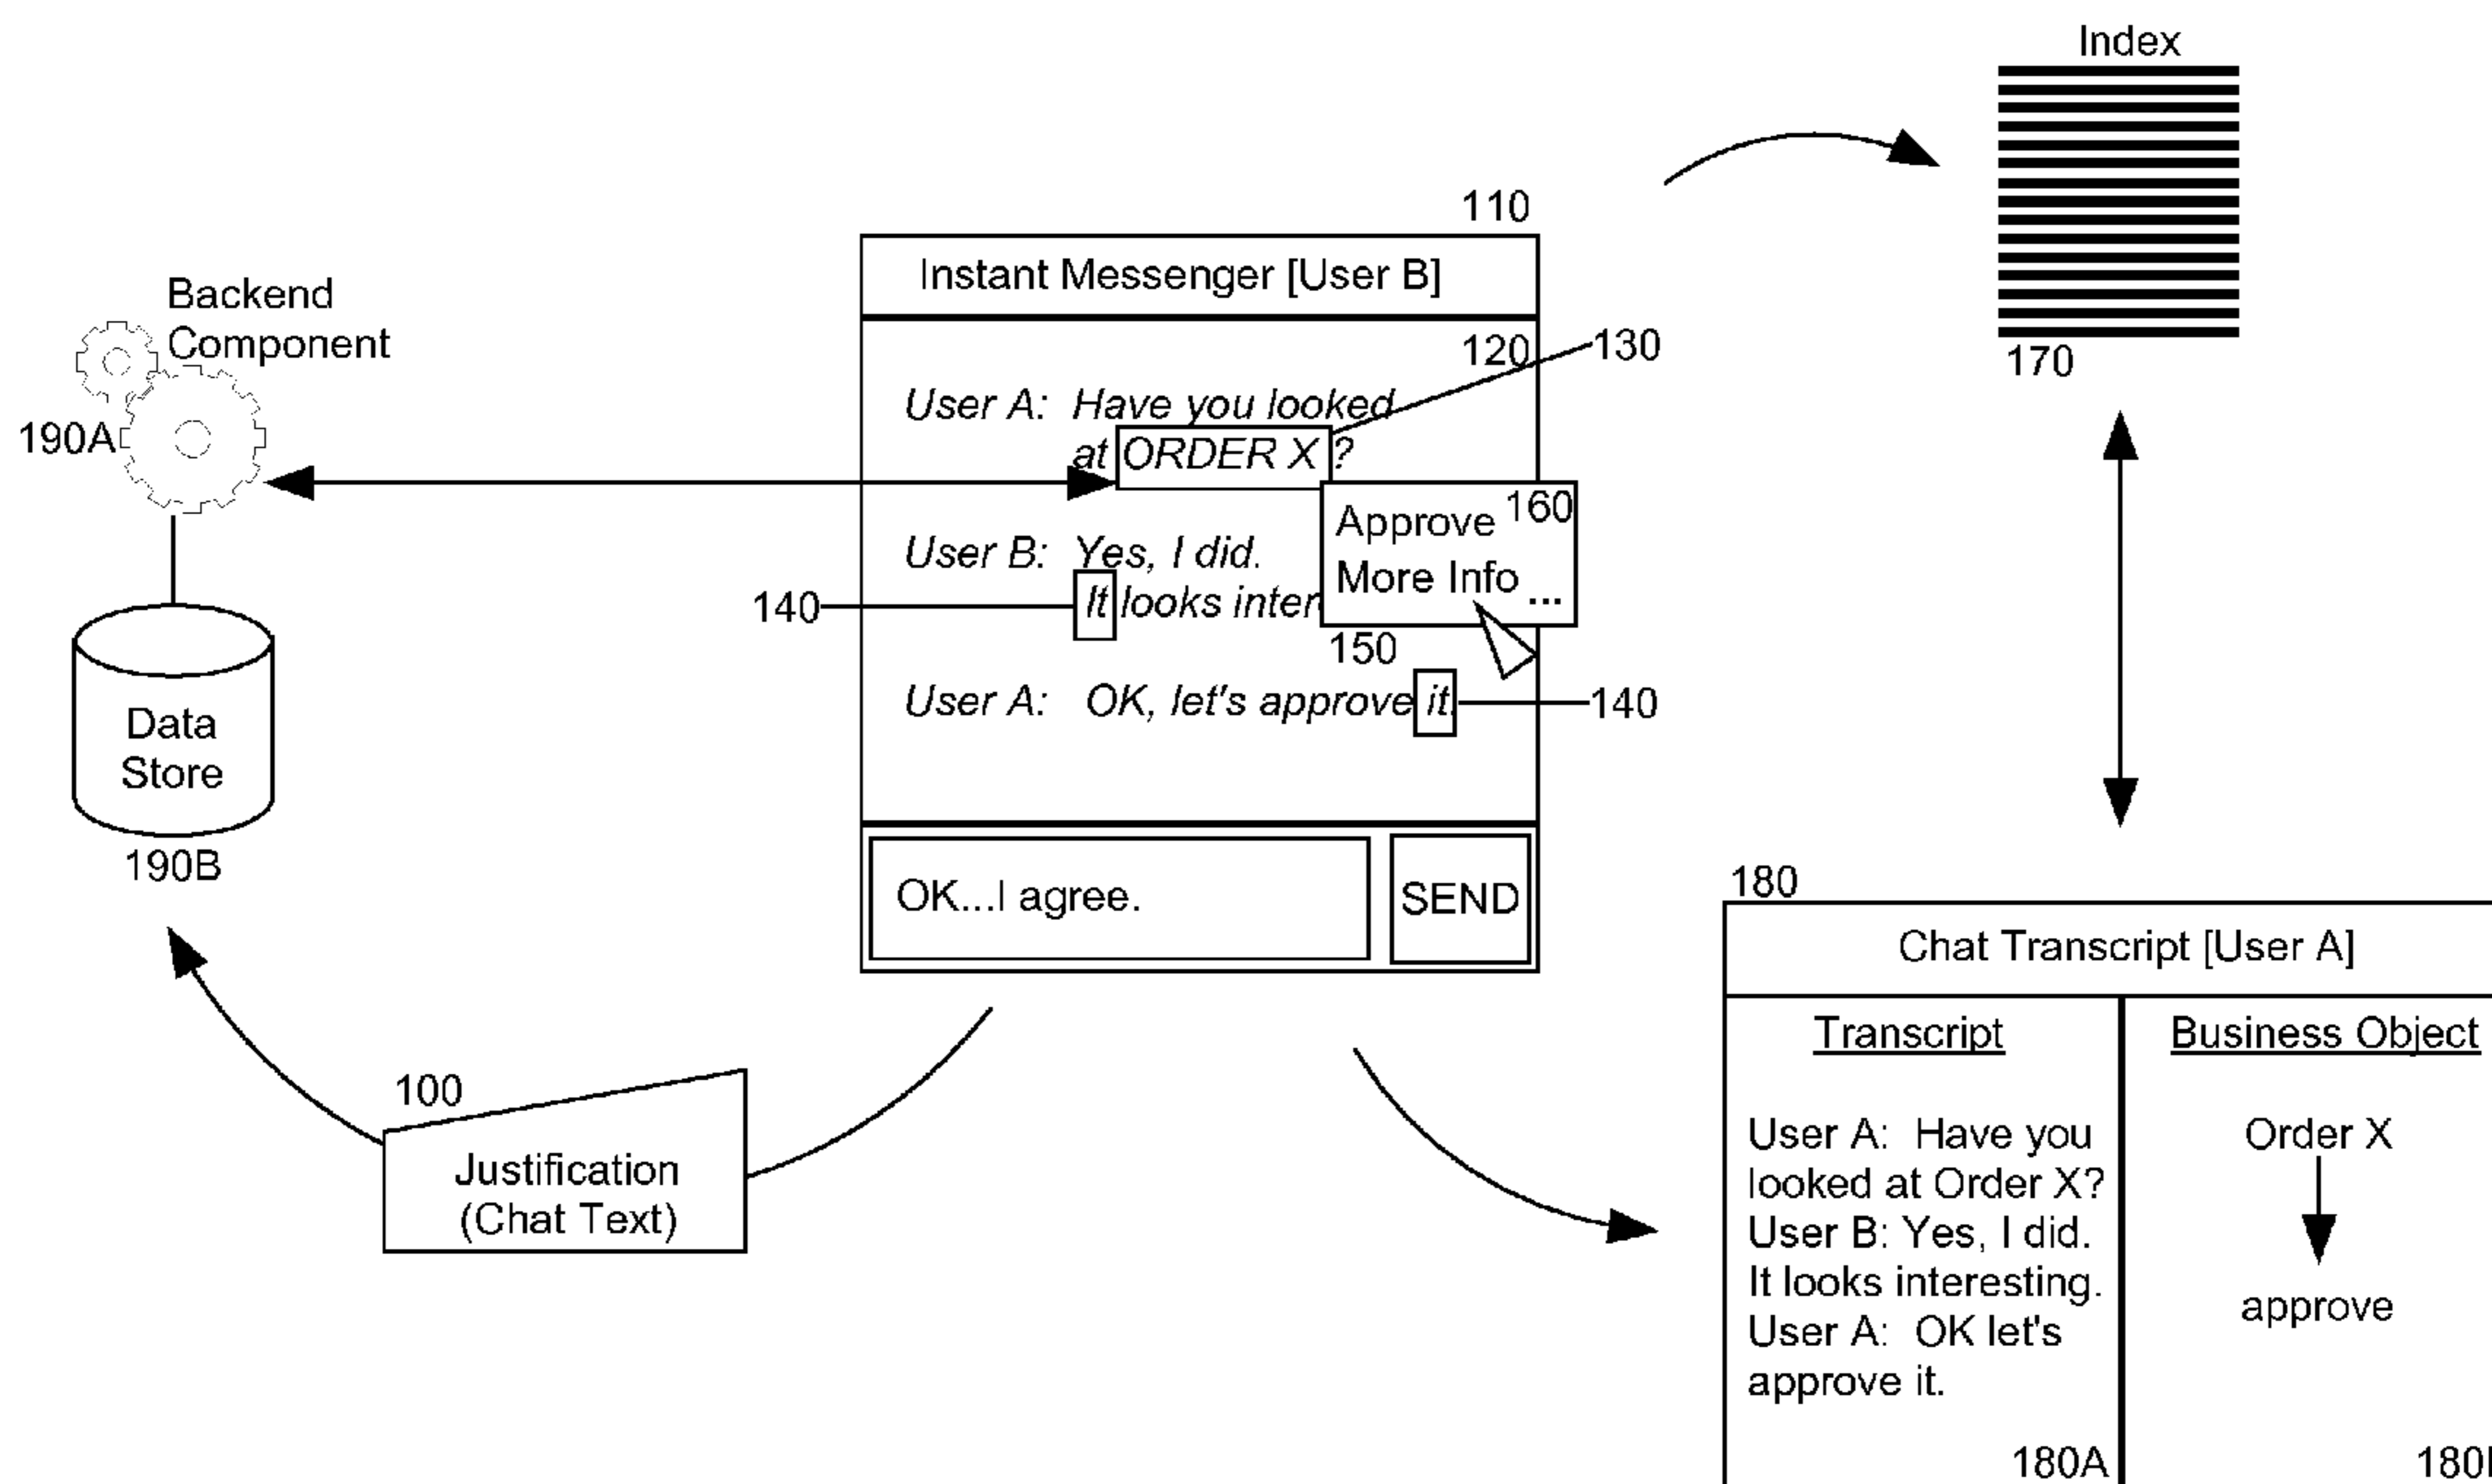 Index
170
110
Instant Messenger [User B]
120
130
User A: Have you looked
at ORDER X ?
Approve 160
More Info ...
150
User B: Yes, I did.
It looks
140
User A: OK, let's approve it.
140
OK...I agree.
SEND
Backend
Component
190A
Data
Store
190B
100
Justification
(Chat Text)
180
Chat Transcript [User A]
Transcript
User A: Have you
looked at Order X?
User B: Yes, I did.
It looks interesting.
User A: OK let's
approve it.
180A
Business Object
Order X
approve